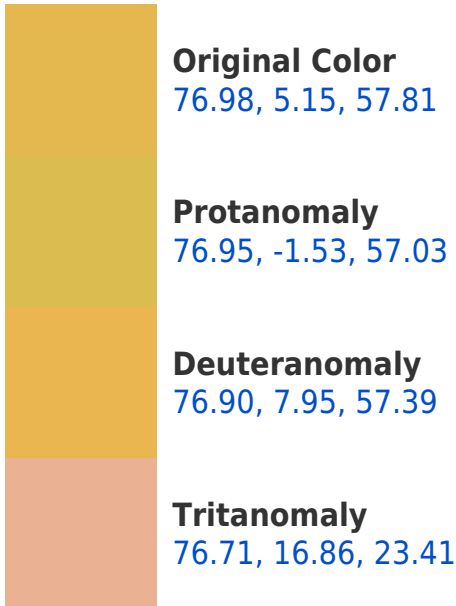 Original Color
76.98, 5.15, 57.81
Protanomaly
76.95, -1.53, 57.03
Deuteranomaly
76.90, 7.95, 57.39
Tritanomaly
76.71, 16.86, 23.41